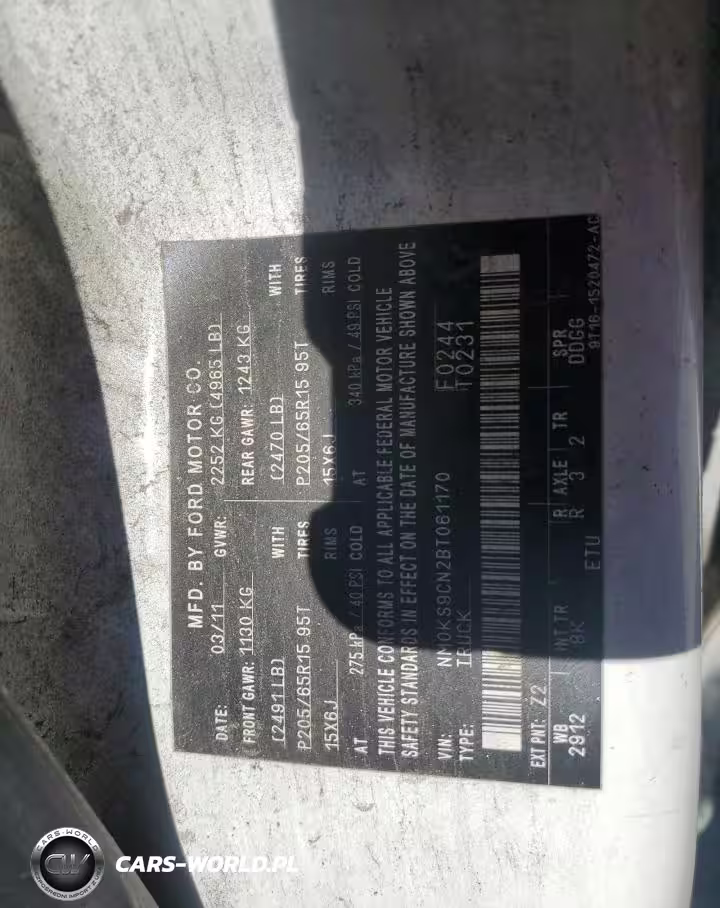 MFD. BY FORD MOTOR CO.
DATE: 03/11 GVWR: 2252 KG (4965 LB)
FRONT GAWR: 1130 KG REAR GAWR: 1243 KG
(2491 LB) WITH (2470 LB) WITH
P205/65R15 95T TIRES P205/65R15 95T TIRES
15X6J RIMS 15X6J RIMS
AT 275 kPa / 40 PSI COLD AT 340 kPa / 49 PSI COLD
THIS VEHICLE CONFORMS TO ALL APPLICABLE FEDERAL MOTOR VEHICLE
SAFETY STANDARDS IN EFFECT ON THE DATE OF MANUFACTURE SHOWN ABOVE
VIN: NM0KS9CN2BT061170 F0244
TYPE: TRUCK T0231
EXT PNT: Z2
WB INT TR R AXLE TR SPR
2912 8K R 3 2 DDGG
ETU 9T16-1520472-AC
CARS-WORLD
CW
CARS-WORLD.PL